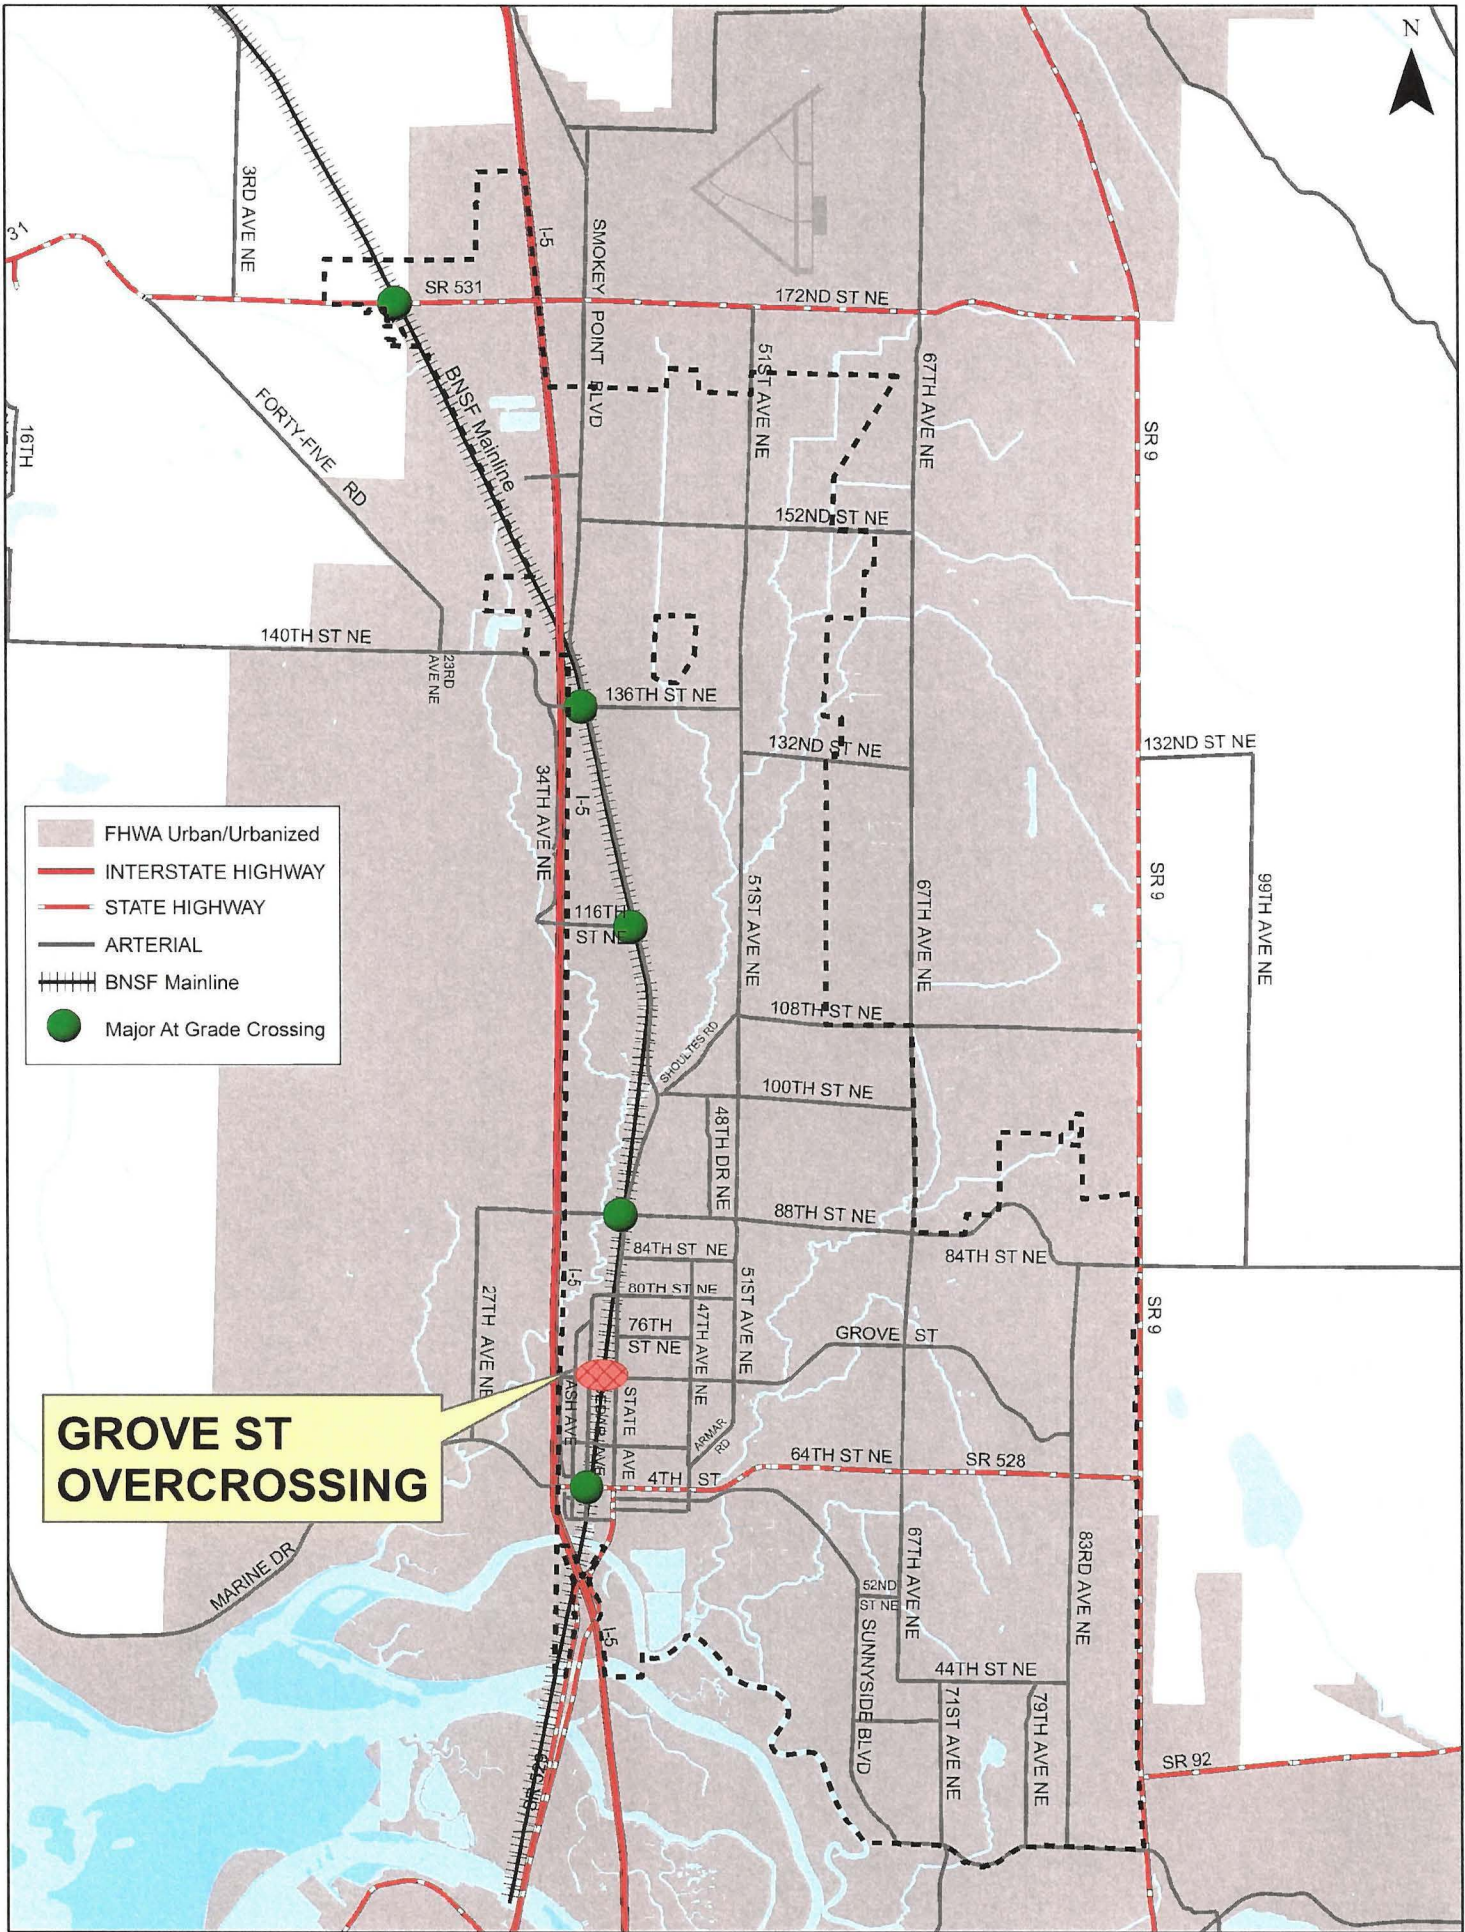 N
3RD AVE NE
31
I-5
SMOKEY POINT BLVD
SR 531
172ND ST NE
BNSF Mainline
51ST AVE NE
67TH AVE NE
SR 9
FORTY-FIVE RD
16TH
152ND ST NE
140TH ST NE
23RD
AVE NE
136TH ST NE
132ND ST NE
132ND ST NE
34TH AVE NE
I-5
FHWA Urban/Urbanized
INTERSTATE HIGHWAY
STATE HIGHWAY
ARTERIAL
BNSF Mainline
Major At Grade Crossing
116TH
ST NE
51ST AVE NE
67TH AVE NE
SR 9
99TH AVE NE
108TH ST NE
SHOULTES RD
100TH ST NE
48TH DR NE
88TH ST NE
84TH ST NE
84TH ST NE
I-5
80TH ST NE
27TH AVE NE
76TH
ST NE
47TH AVE NE
51ST AVE NE
GROVE ST
SR 9
GROVE ST
OVERCROSSING
ASH AVE
STATE AVE
ARMAR
RD
64TH ST NE
SR 528
4TH ST
MARINE DR
52ND
ST NE
67TH AVE NE
83RD AVE NE
I-5
SUNNYSIDE BLVD
44TH ST NE
71ST AVE NE
79TH AVE NE
SR 92
SR 529